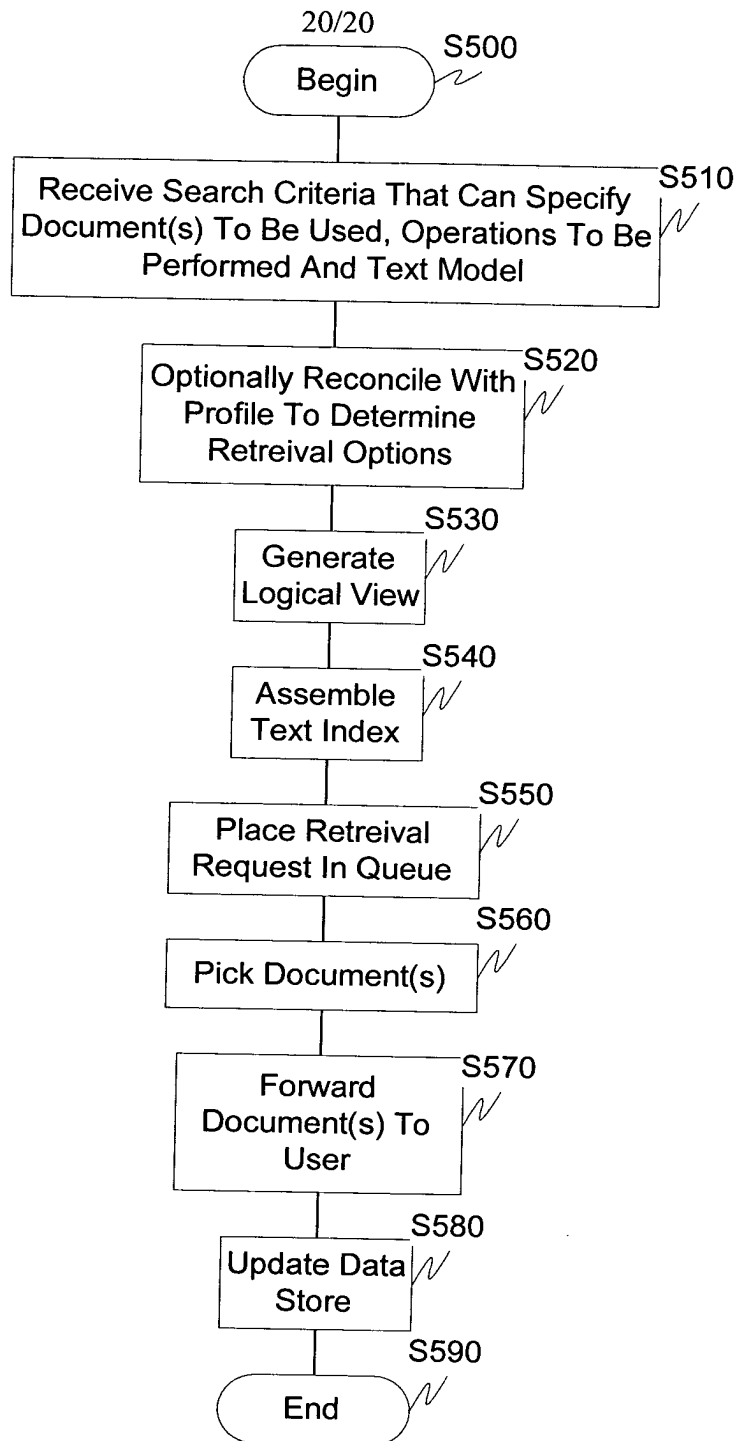 20/20
S500
Begin
S510
Receive Search Criteria That Can Specify
Document(s) To Be Used, Operations To Be
Performed And Text Model
S520
Optionally Reconcile With
Profile To Determine
Retreival Options
S530
Generate
Logical View
S540
Assemble
Text Index
S550
Place Retreival
Request In Queue
S560
Pick Document(s)
S570
Forward
Document(s) To
User
S580
Update Data
Store
S590
End